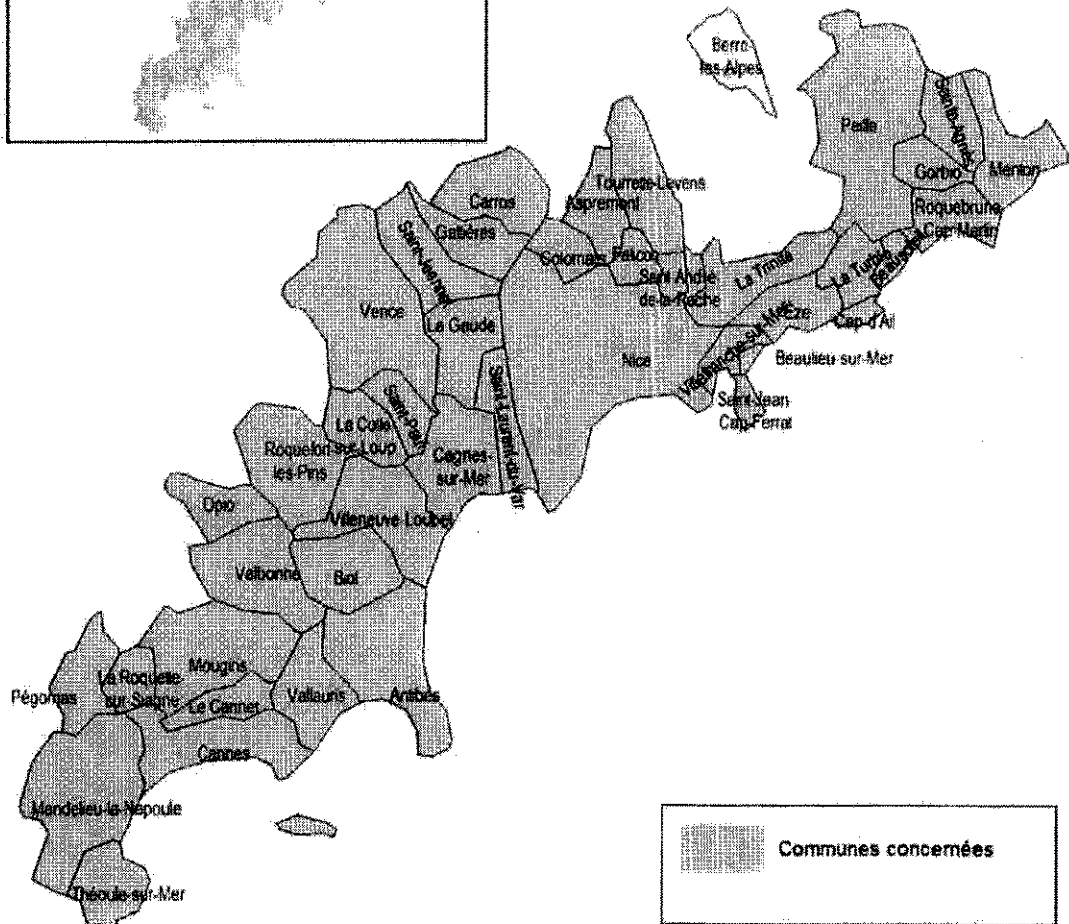 Berre
les-Alpes
Peille
Sainte-Agnès
Gorbio
Menton
Roquebrune
Cap-Martin
Tourrette-Levens
Aspremont
Carros
Gattières
Colomars
Falicon
Saint-Jeannet
Saint André
de-la-Roche
La Trinité
La Turbie
Beausoleil
Vence
La Gaude
Nice
Villefranche-sur-Mer
Eze
Cap-d'Ail
Beaulieu-sur-Mer
Saint-Jean
Cap-Ferrat
Saint-Paul
Saint-Laurent-du-Var
La Colle
sur-Loup
Roquefort
les-Pins
Cagnes-
sur-Mer
Opio
Villeneuve-Loubet
Valbonne
Biot
Mougins
La Roquette-
sur Siagne
Pégomas
Le Cannet
Vallauris
Antibes
Cannes
Mandelieu-la-Napoule
Théoule-sur-Mer
Communes concernées